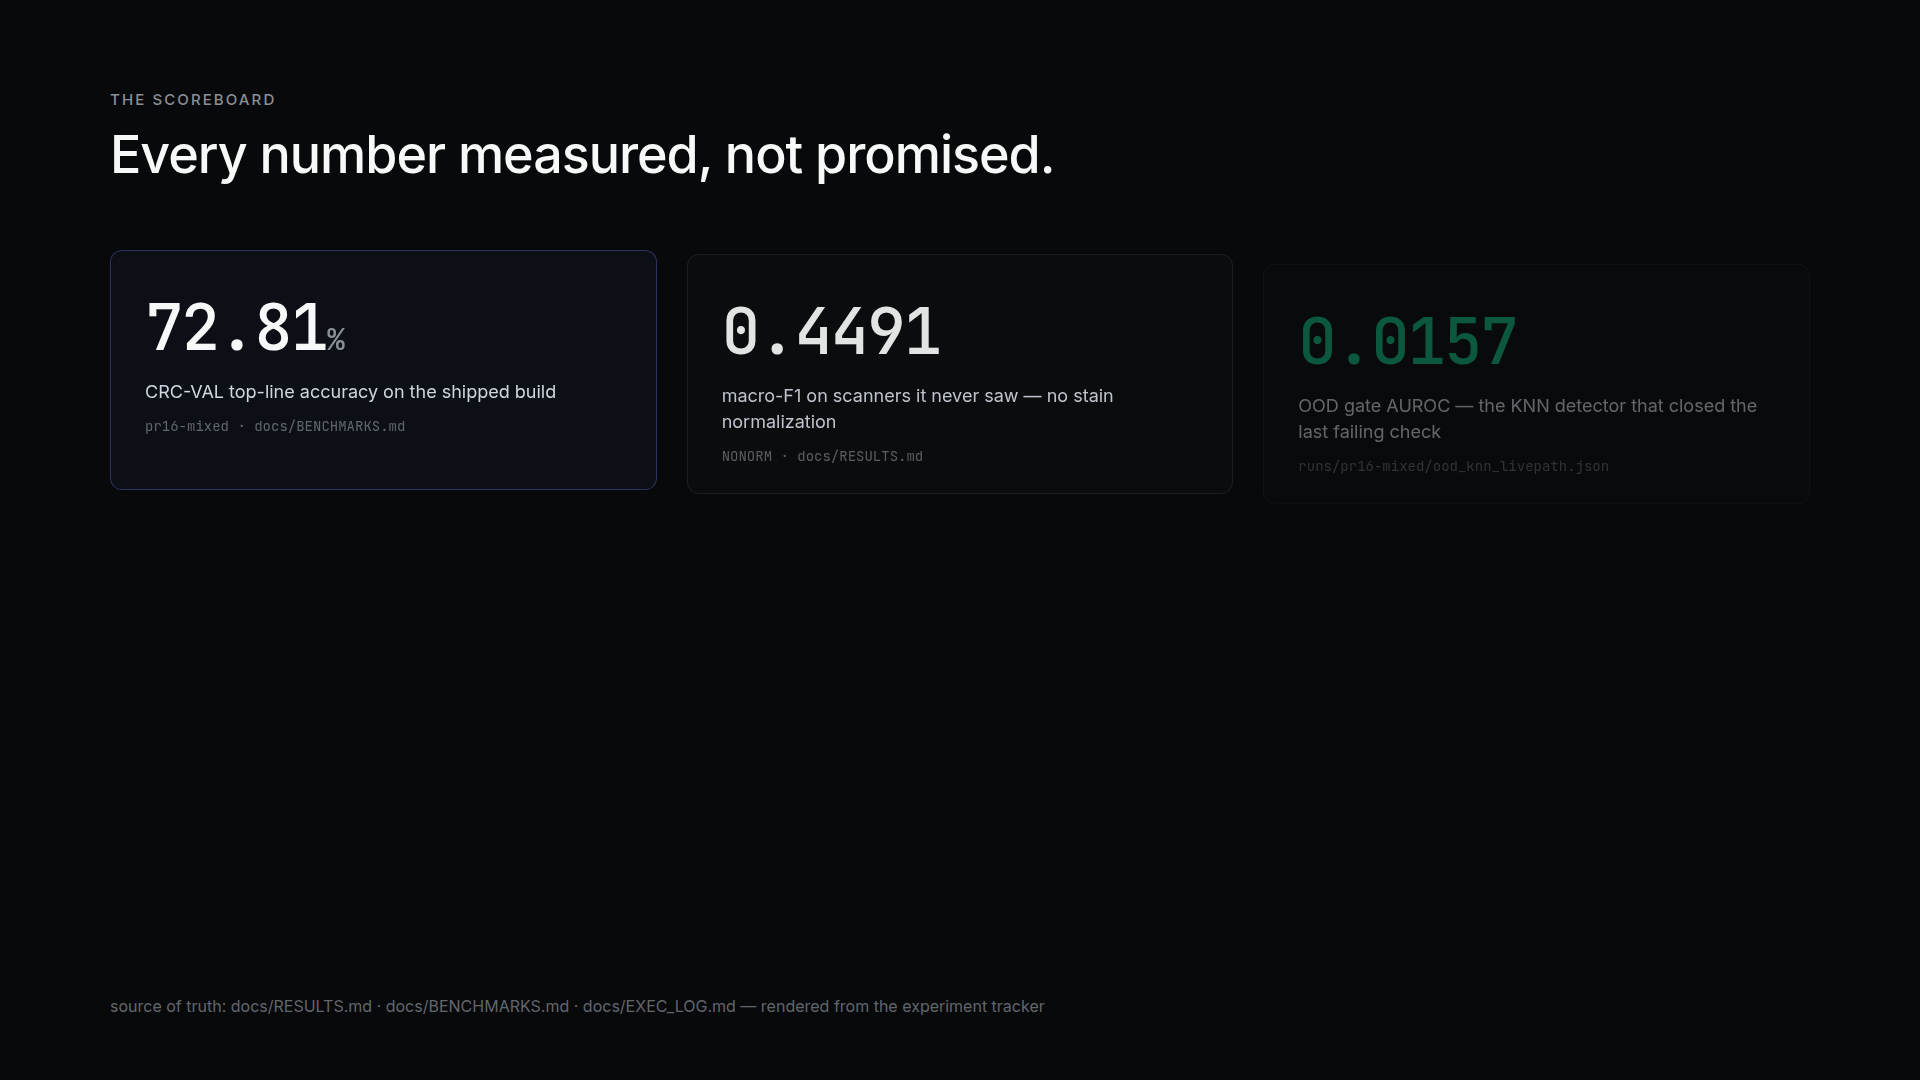 THE SCOREBOARD
Every number measured, not promised.
72.81%
CRC-VAL top-line accuracy on the shipped build
pr16-mixed · docs/BENCHMARKS.md
0.4491
macro-F1 on scanners it never saw — no stain
normalization
NONORM · docs/RESULTS.md
0.0157
OOD gate AUROC — the KNN detector that closed the
last failing check
runs/pr16-mixed/ood_knn_livepath.json
source of truth: docs/RESULTS.md · docs/BENCHMARKS.md · docs/EXEC_LOG.md — rendered from the experiment tracker